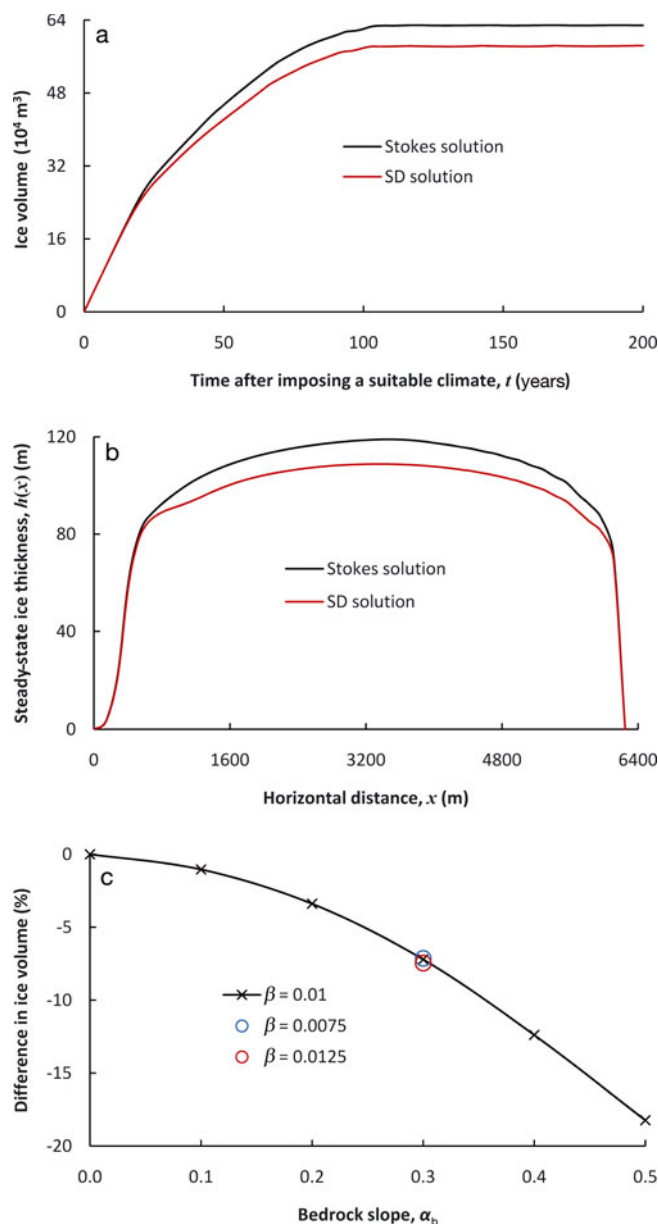 a
64
48
32
16
0
Ice volume (10⁴ m³)
Stokes solution
SD solution
0 50 100 150 200
Time after imposing a suitable climate, t (years)
b
120
80
40
0
Steady-state ice thickness, h(x) (m)
Stokes solution
SD solution
0 1600 3200 4800 6400
Horizontal distance, x (m)
c
0
-5
-10
-15
-20
Difference in ice volume (%)
β = 0.01
β = 0.0075
β = 0.0125
0.0 0.1 0.2 0.3 0.4 0.5
Bedrock slope, α_b